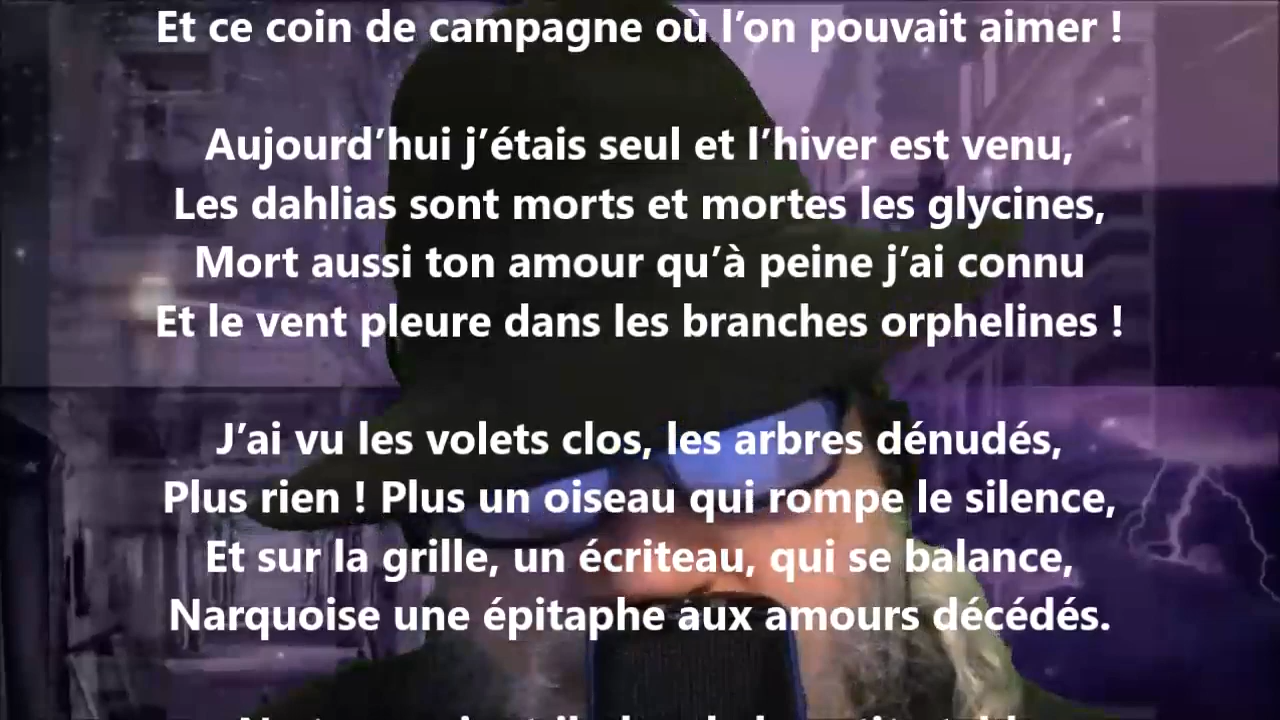 Et ce coin de campagne où l’on pouvait aimer !
Aujourd’hui j’étais seul et l’hiver est venu,
Les dahlias sont morts et mortes les glycines,
Mort aussi ton amour qu’à peine j’ai connu
Et le vent pleure dans les branches orphelines !
J’ai vu les volets clos, les arbres dénudés,
Plus rien ! Plus un oiseau qui rompe le silence,
Et sur la grille, un écriteau, qui se balance,
Narquoise une épitaphe aux amours décédés.